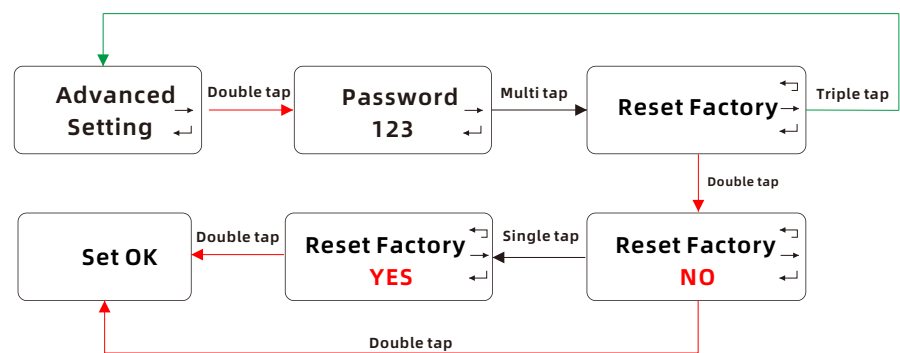 Advanced
Setting
Double tap
Password
123
Multi tap
Reset Factory
Triple tap
Double tap
Set OK
Double tap
Reset Factory
YES
Single tap
Reset Factory
NO
Double tap